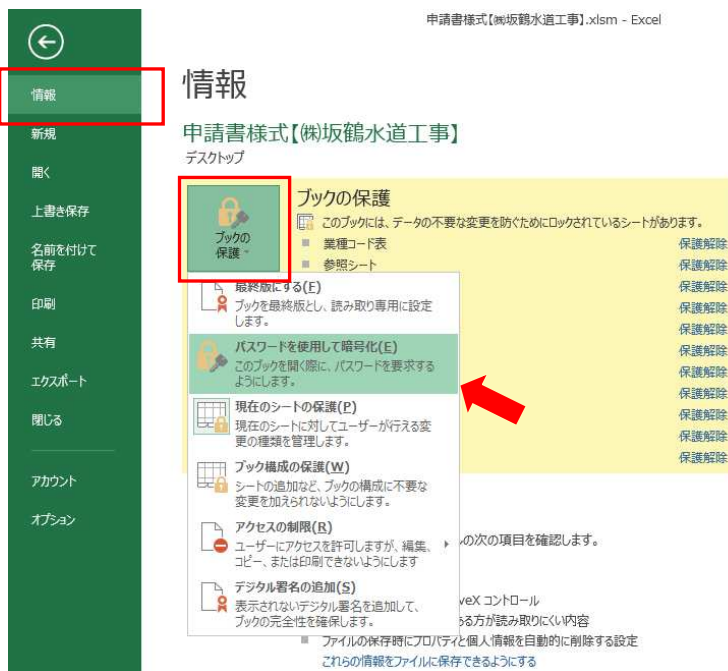 申請書様式【㈱坂鶴水道工事】.xlsm - Excel
情報
新規
開く
上書き保存
名前を付けて
保存
印刷
共有
エクスポート
閉じる
アカウント
オプション
情報
申請書様式【㈱坂鶴水道工事】
デスクトップ
ブックの
保護
ブックの保護
このブックには、データの不要な変更を防ぐためにロックされているシートがあります。
業種コード表 保護解除
参照シート 保護解除
保護解除
保護解除
保護解除
保護解除
保護解除
保護解除
保護解除
保護解除
保護解除
最終版にする(F)
ブックを最終版とし、読み取り専用に設定
します。
パスワードを使用して暗号化(E)
このブックを開く際に、パスワードを要求する
ようにします。
現在のシートの保護(P)
現在のシートに対してユーザーが行える変
更の種類を管理します。
ブック構成の保護(W)
シートの追加など、ブックの構成に不要な
変更を加えられないようにします。
アクセスの制限(R)
ユーザーにアクセスを許可しますが、編集、
コピー、または印刷できないようにします
デジタル署名の追加(S)
表示されないデジタル署名を追加して、
ブックの完全性を確保します。
の次の項目を確認します。
veX コントロール
ある方が読み取りにくい内容
ファイルの保存時にプロパティと個人情報を自動的に削除する設定
これらの情報をファイルに保存できるようにする